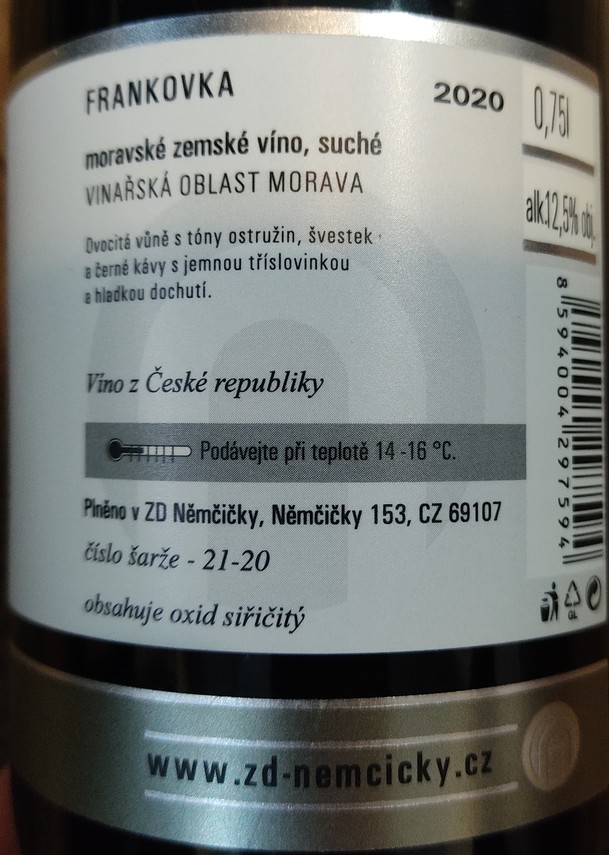 FRANKOVKA
2020
0,75l
moravské zemské víno, suché
VINAŘSKÁ OBLAST MORAVA
alk.12,5% obj.
Ovocitá vůně s tóny ostružin, švestek
a černé kávy s jemnou tříslovinkou
a hladkou dochutí.
Víno z České republiky
Podávejte při teplotě 14 -16 °C.
Plněno v ZD Němčičky, Němčičky 153, CZ 69107
číslo šarže - 21-20
obsahuje oxid siřičitý
8 594004 297594
GL
www.zd-nemcicky.cz